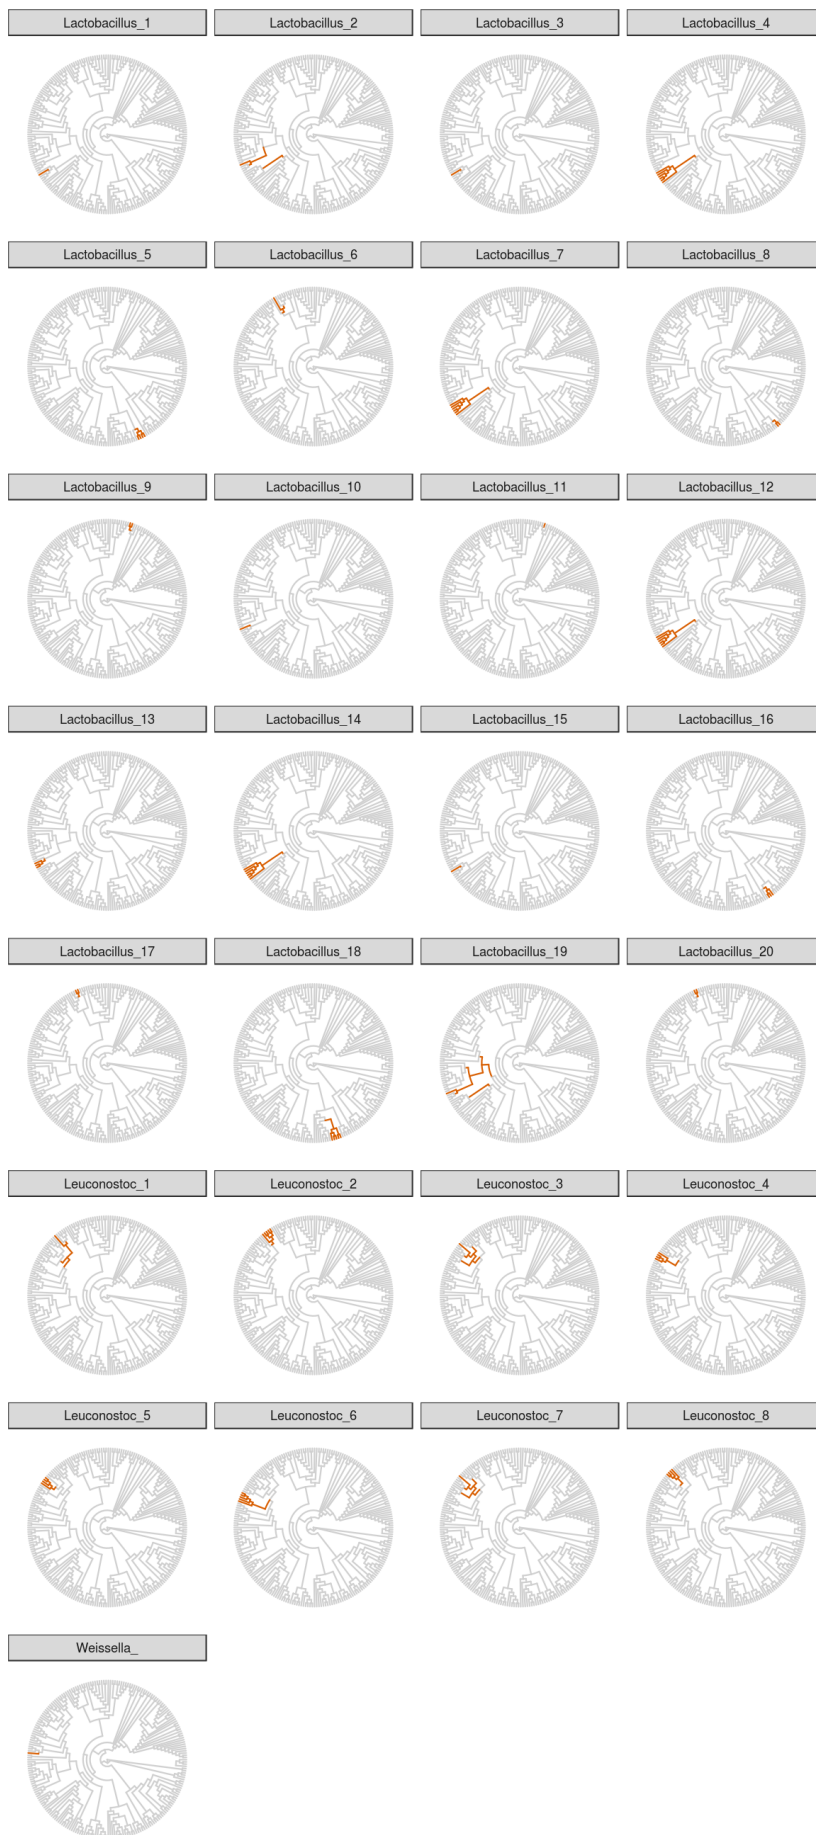 Lactobacillus_1 Lactobacillus_2 Lactobacillus_3 Lactobacillus_4
Lactobacillus_5 Lactobacillus_6 Lactobacillus_7 Lactobacillus_8
Lactobacillus_9 Lactobacillus_10 Lactobacillus_11 Lactobacillus_12
Lactobacillus_13 Lactobacillus_14 Lactobacillus_15 Lactobacillus_16
Lactobacillus_17 Lactobacillus_18 Lactobacillus_19 Lactobacillus_20
Leuconostoc_1 Leuconostoc_2 Leuconostoc_3 Leuconostoc_4
Leuconostoc_5 Leuconostoc_6 Leuconostoc_7 Leuconostoc_8
Weissella_